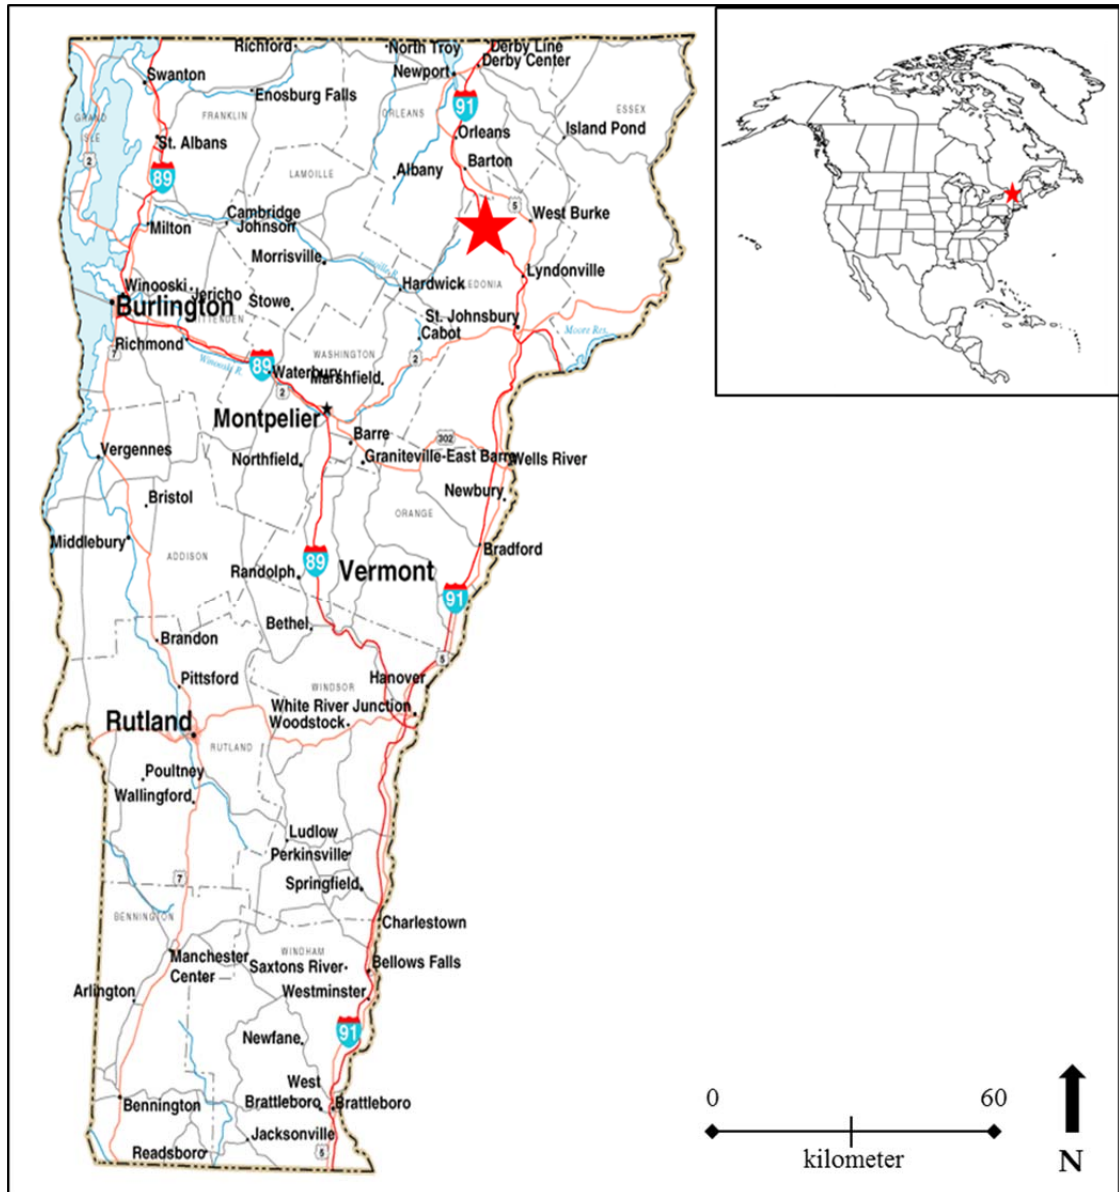 Richford
North Troy
Derby Line
Derby Center
Newport
Swanton
Enosburg Falls
91
ESSEX
FRANKLIN
ORLEANS
GRAND
ISLE
Island Pond
Orleans
St. Albans
2
Barton
Albany
89
LAMOILLE
5
West Burke
Cambridge
Johnson
Milton
Morrisville
Lamoille R.
Lyndonville
Hardwick
LEDONIA
Winooski
Jericho
Stowe
Burlington
ITTENDEN
St. Johnsbury
Cabot
Moore Res.
Richmond
7
WASHINGTON
2
Winooski R.
89
Waterbury
Marshfield
2
Montpelier
Barre
302
Vergennes
Northfield
Graniteville-East Barre
Wells River
Newbury
Bristol
ORANGE
Middlebury
ADDISON
Bradford
89
Vermont
Randolph
91
Bethel
Brandon
5
Pittsford
Hanover
WINDSOR
White River Junction
Rutland
Woodstock
RUTLAND
Poultney
Wallingford
Ludlow
Perkinsville
7
Springfield
BENNINGTON
Charlestown
Manchester
Center
WINDHAM
Saxtons River
Bellows Falls
Arlington
Westminster
91
Newfane
West
Brattleboro
Brattleboro
Bennington
Jacksonville
Readsboro
5
0
60
kilometer
N